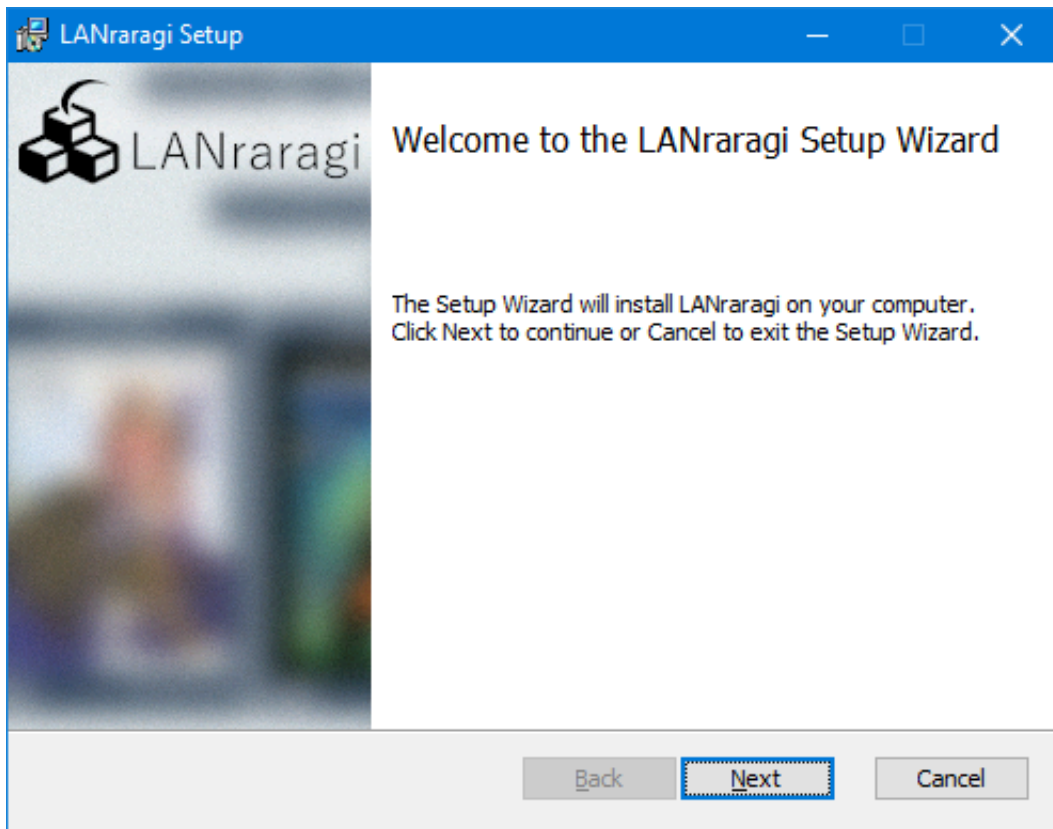 LANraragi Setup
LANraragi
Welcome to the LANraragi Setup Wizard
The Setup Wizard will install LANraragi on your computer.
Click Next to continue or Cancel to exit the Setup Wizard.
Back Next Cancel